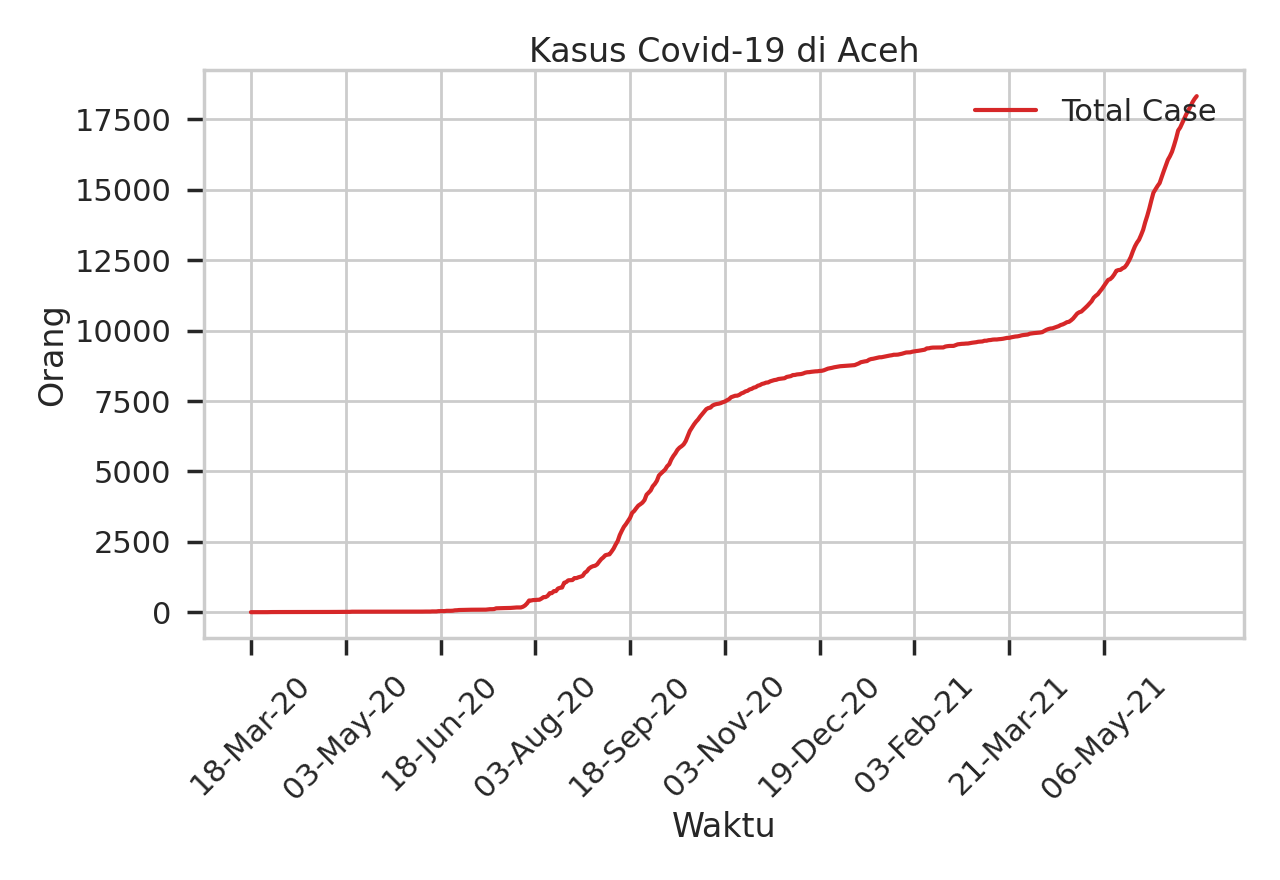 Kasus Covid-19 di Aceh
Total Case
Orang
17500
15000
12500
10000
7500
5000
2500
0
18-Mar-20
03-May-20
18-Jun-20
03-Aug-20
18-Sep-20
03-Nov-20
19-Dec-20
03-Feb-21
21-Mar-21
06-May-21
Waktu